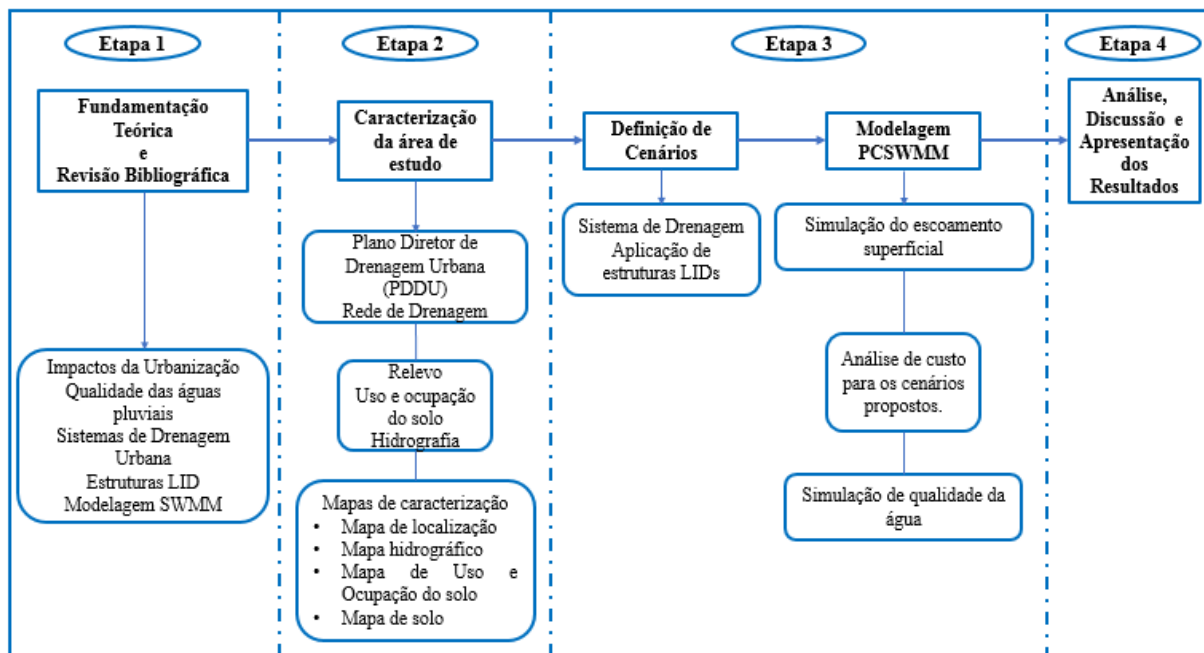 Etapa 1
Fundamentação
Teórica
e
Revisão Bibliográfica
Impactos da Urbanização
Qualidade das águas
pluviais
Sistemas de Drenagem
Urbana
Estruturas LID
Modelagem SWMM
Etapa 2
Caracterização
da área de
estudo
Plano Diretor de
Drenagem Urbana
(PDDU)
Rede de Drenagem
Relevo
Uso e ocupação
do solo
Hidrografia
Mapas de caracterização
• Mapa de localização
• Mapa hidrográfico
• Mapa de Uso e
Ocupação do solo
• Mapa de solo
Etapa 3
Definição de
Cenários
Sistema de Drenagem
Aplicação de
estruturas LIDs
Modelagem
PCSWMM
Simulação do escoamento
superficial
Análise de custo
para os cenários
propostos.
Simulação de qualidade da
água
Etapa 4
Análise,
Discussão e
Apresentação
dos
Resultados